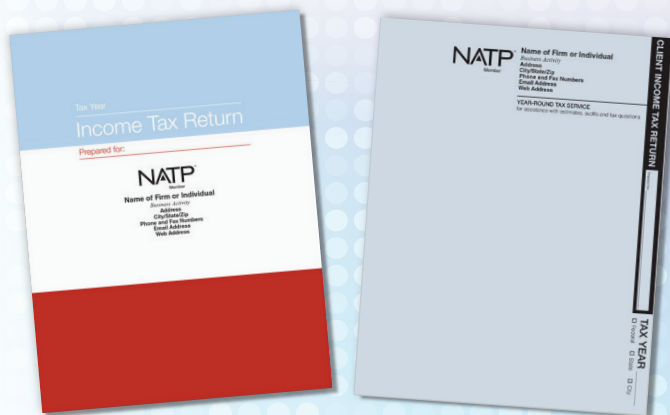 Tax Year
Income Tax Return
Prepared for:
NATP
Member
Name of Firm or Individual
Business Activity
Address
City/State/Zip
Phone and Fax Numbers
Email Address
Web Address
NATP
Member
Name of Firm or Individual
Business Activity
Address
City/State/Zip
Phone and Fax Numbers
Email Address
Web Address
YEAR-ROUND TAX SERVICE
for assistance with estimates, audits and tax questions
CLIENT INCOME TAX RETURN
TAX YEAR
Federal State City